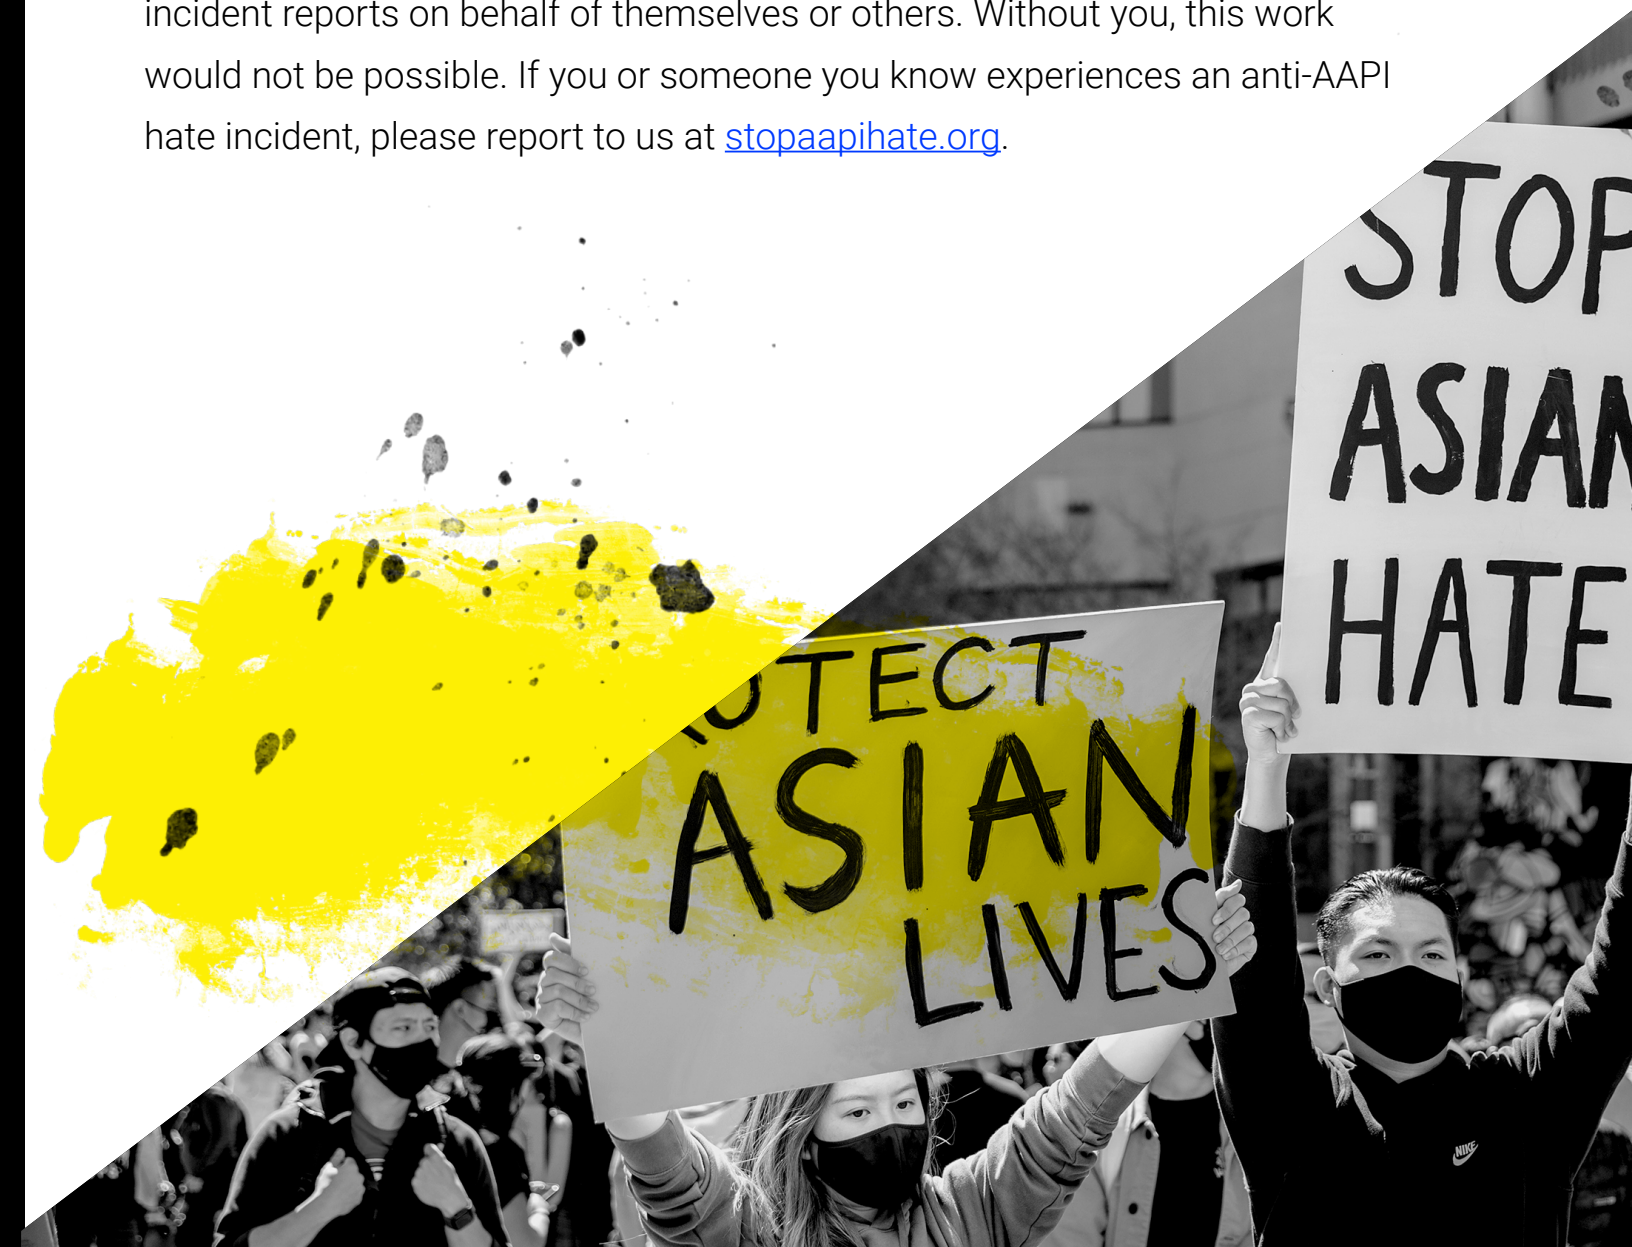 incident reports on behalf of themselves or others. Without you, this work
would not be possible. If you or someone you know experiences an anti-AAPI
hate incident, please report to us at stopaapihate.org.
STOP
ASIAN
HATE
OTECT
ASIAN
LIVES
NIKE